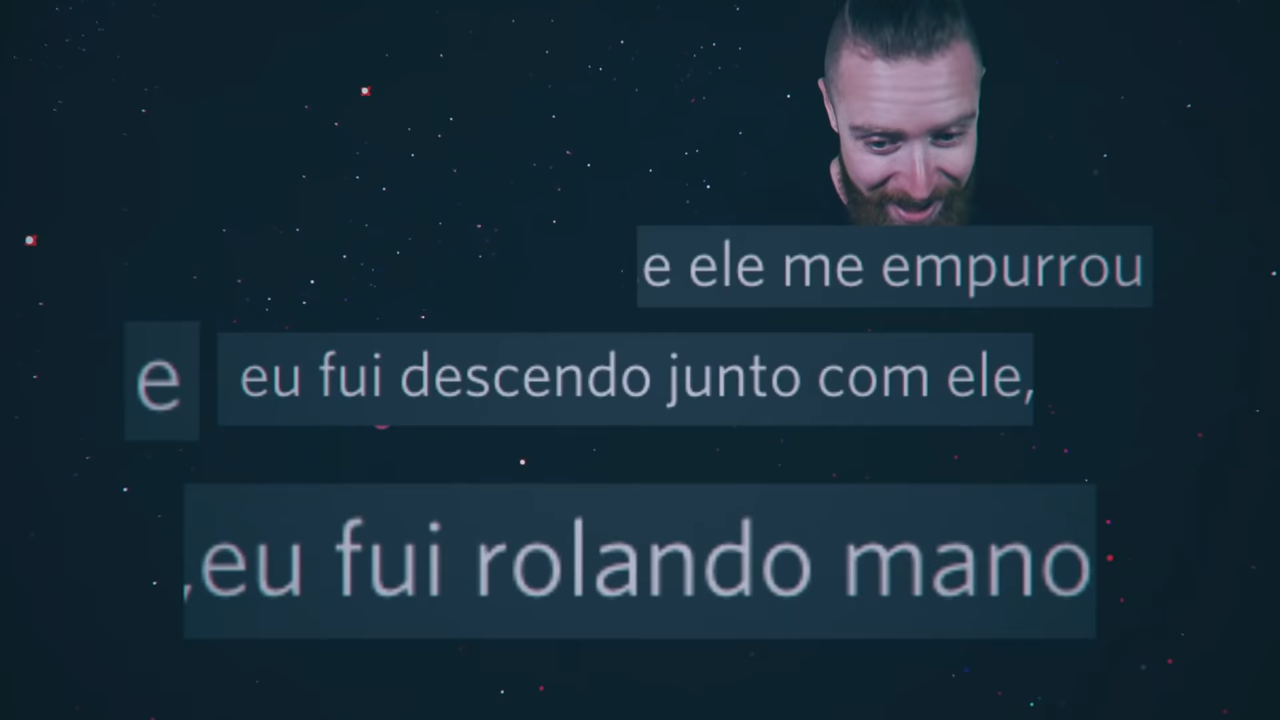 e ele me empurrou
e eu fui descendo junto com ele,
,eu fui rolando mano